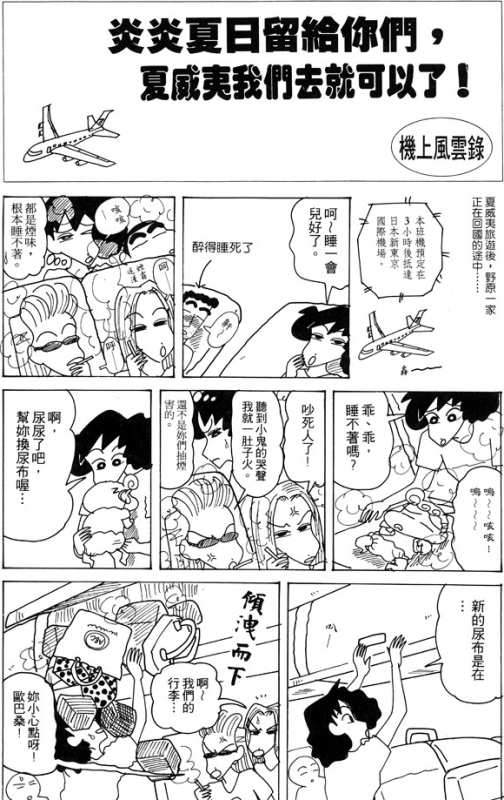 炎炎夏日留給你們，
夏威夷我們去就可以了！
機上風雲錄
夏威夷旅遊後，野原一家
正在回國的途中……
本班機預定在
3小時後抵達
日本新東京
國際機場。
呵～睡一會
兒好了。
醉得睡死了
咳咳
都是煙味，
根本睡不著。
乖、乖，
睡不著嗎？
嗚～～咳咳…
嗚～～～
吵死人了！
聽到小鬼的哭聲
我就一肚子火。
還不是妳們抽煙
害的。
啊，
尿尿了吧，
幫妳換尿布喔…
新的尿布是在
…
傾洩而下
啊～
我們的
行李…
妳小心點呀！
歐巴桑！